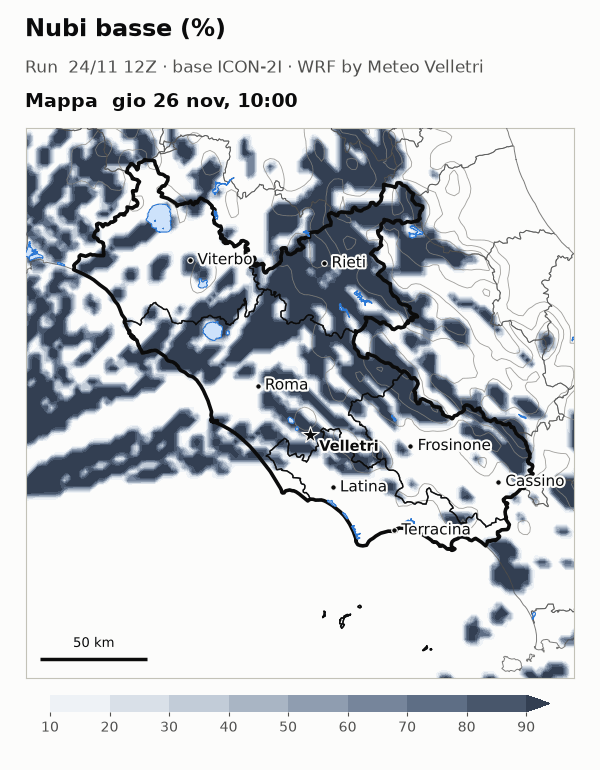 Nubi basse (%)
Run  24/11 12Z · base ICON-2I · WRF by Meteo Velletri
Mappa  gio 26 nov, 10:00
Viterbo
Rieti
Roma
Velletri
Frosinone
Latina
Cassino
Terracina
50 km
10 20 30 40 50 60 70 80 90